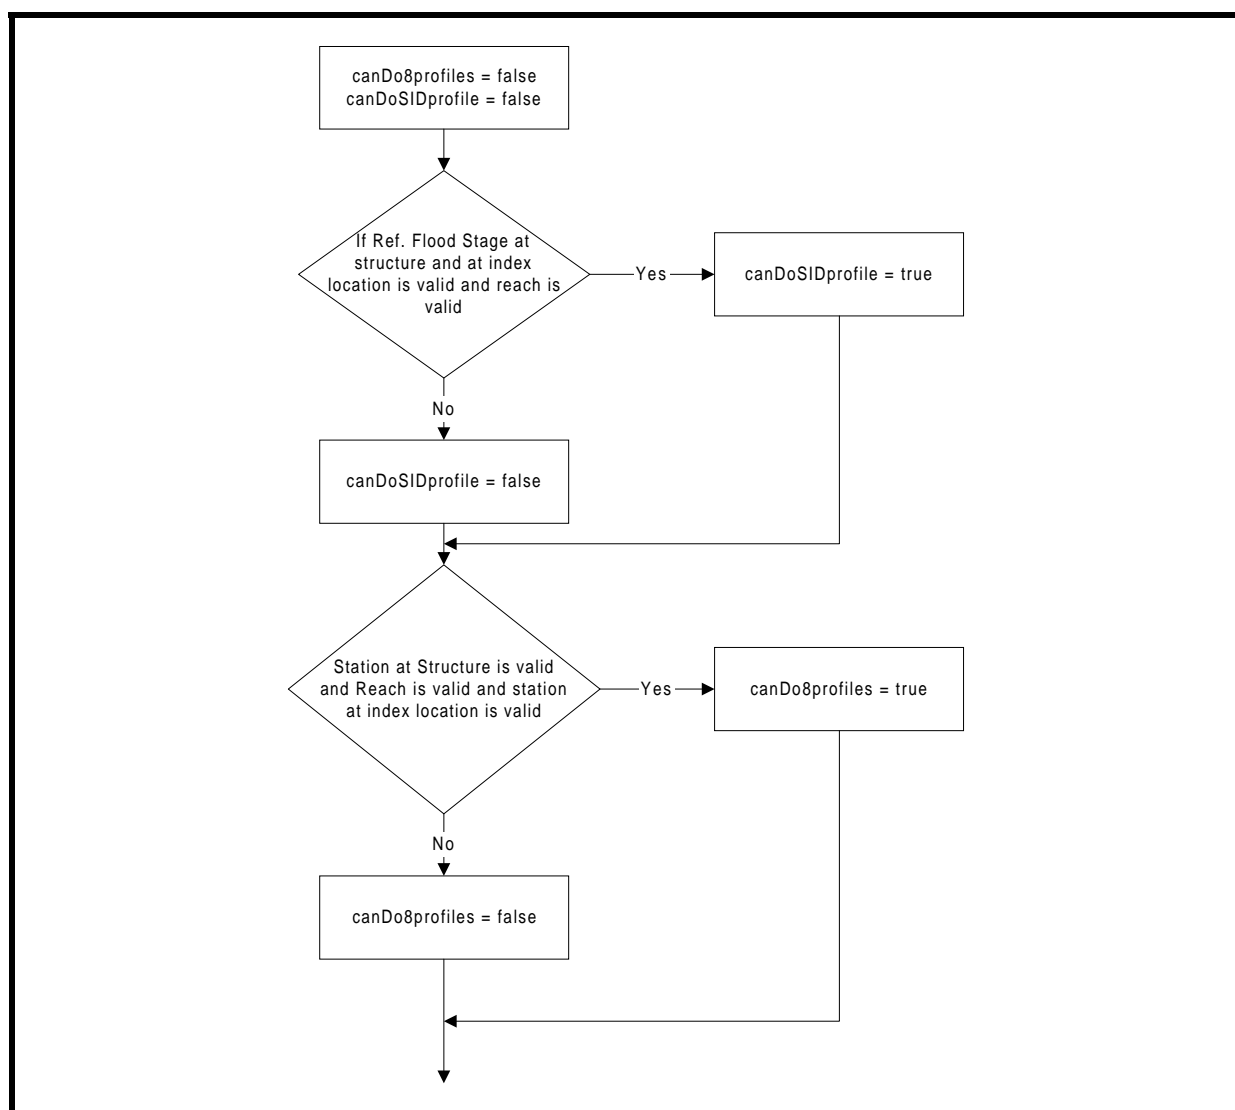 canDo8profiles = false
canDoSIDprofile = false
If Ref. Flood Stage at
structure and at index
location is valid and reach is
valid
Yes
canDoSIDprofile = true
No
canDoSIDprofile = false
Station at Structure is valid
and Reach is valid and station
at index location is valid
Yes
canDo8profiles = true
No
canDo8profiles = false